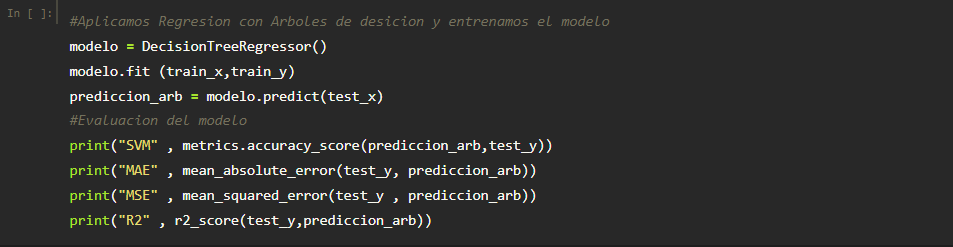 In [ ]:
#Aplicamos Regresion con Arboles de desicion y entrenamos el modelo
modelo = DecisionTreeRegressor()
modelo.fit (train_x,train_y)
prediccion_arb = modelo.predict(test_x)
#Evaluacion del modelo
print("SVM" , metrics.accuracy_score(prediccion_arb,test_y))
print("MAE" , mean_absolute_error(test_y, prediccion_arb))
print("MSE" , mean_squared_error(test_y , prediccion_arb))
print("R2" , r2_score(test_y,prediccion_arb))